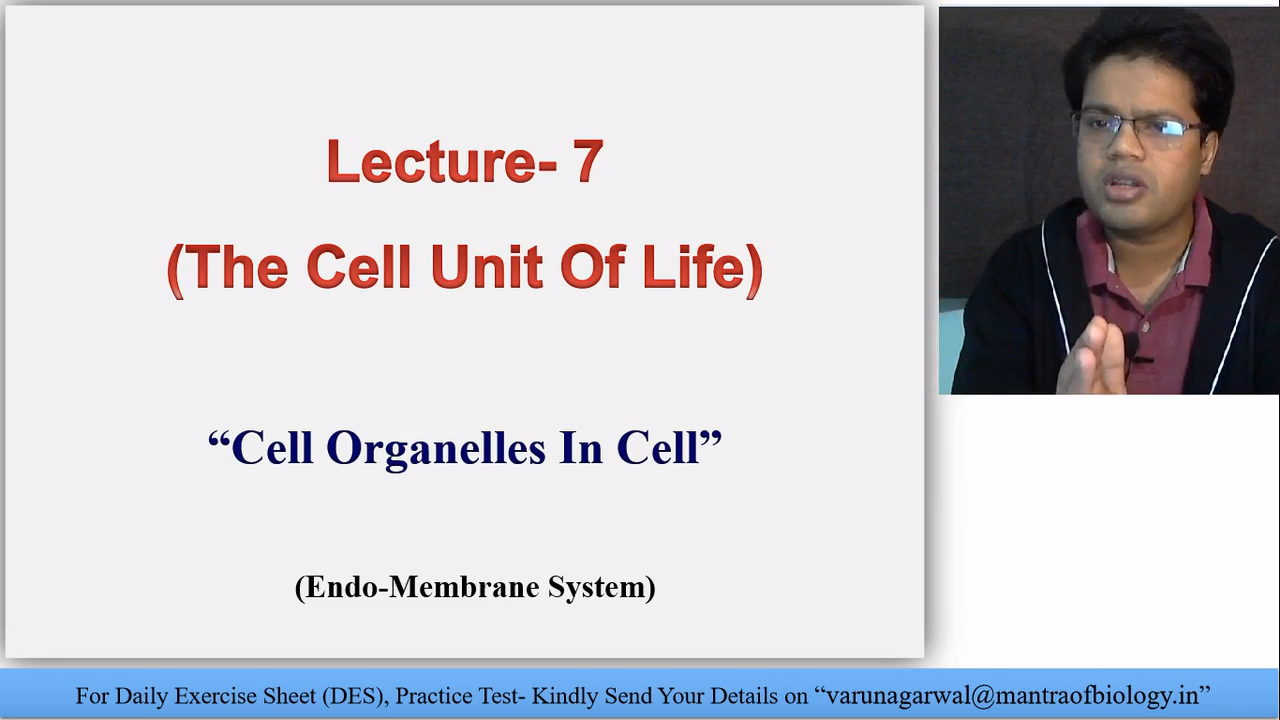 Lecture- 7
(The Cell Unit Of Life)
“Cell Organelles In Cell”
(Endo-Membrane System)
For Daily Exercise Sheet (DES), Practice Test- Kindly Send Your Details on “varunagarwal@mantraofbiology.in”